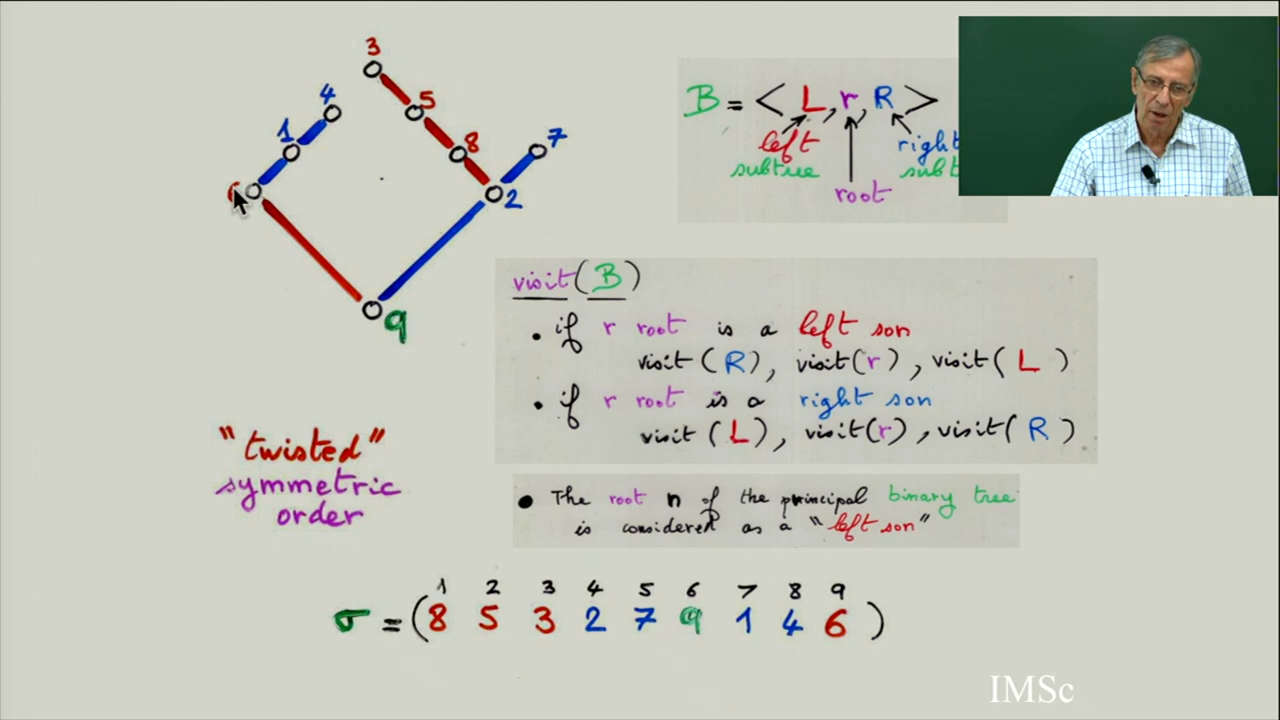 3
4
5
1
8
7
2
9
B = < L , r , R >
left
subtree
root
visit(B)
• if r root is a left son
visit(R), visit(r), visit(L)
• if r root is a right son
visit(L), visit(r), visit(R)
"twisted"
symmetric
order
• The root n of the principal binary tree
is considered as a "left son"
1 2 3 4 5 6 7 8 9
σ = (8 5 3 2 7 9 1 4 6)
IMSc